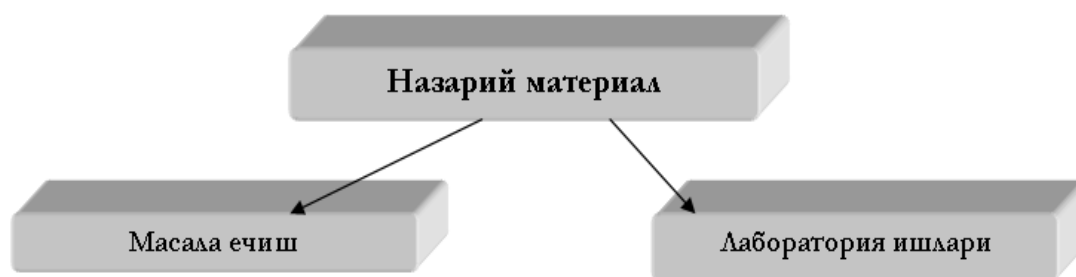 Назарий материал
Масала ечиш
Лаборатория ишлари